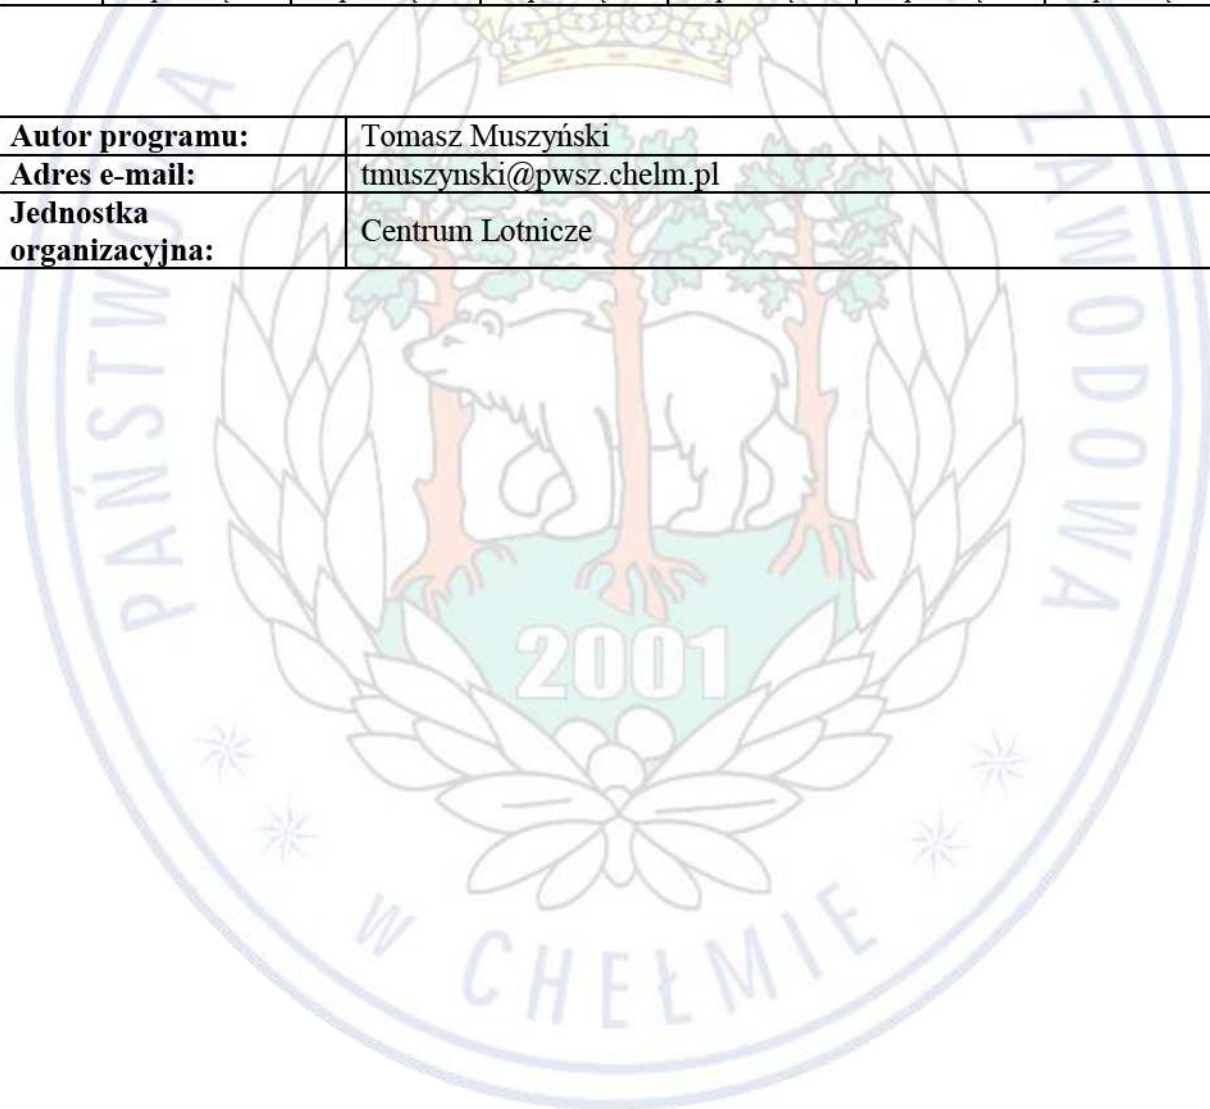 Autor programu: Tomasz Muszyński
Adres e-mail: tmuszynski@pwsz.chelm.pl
Jednostka
organizacyjna: Centrum Lotnicze
PAŃSTWOWA
ZAWODOWA
2001
W CHEŁMIE